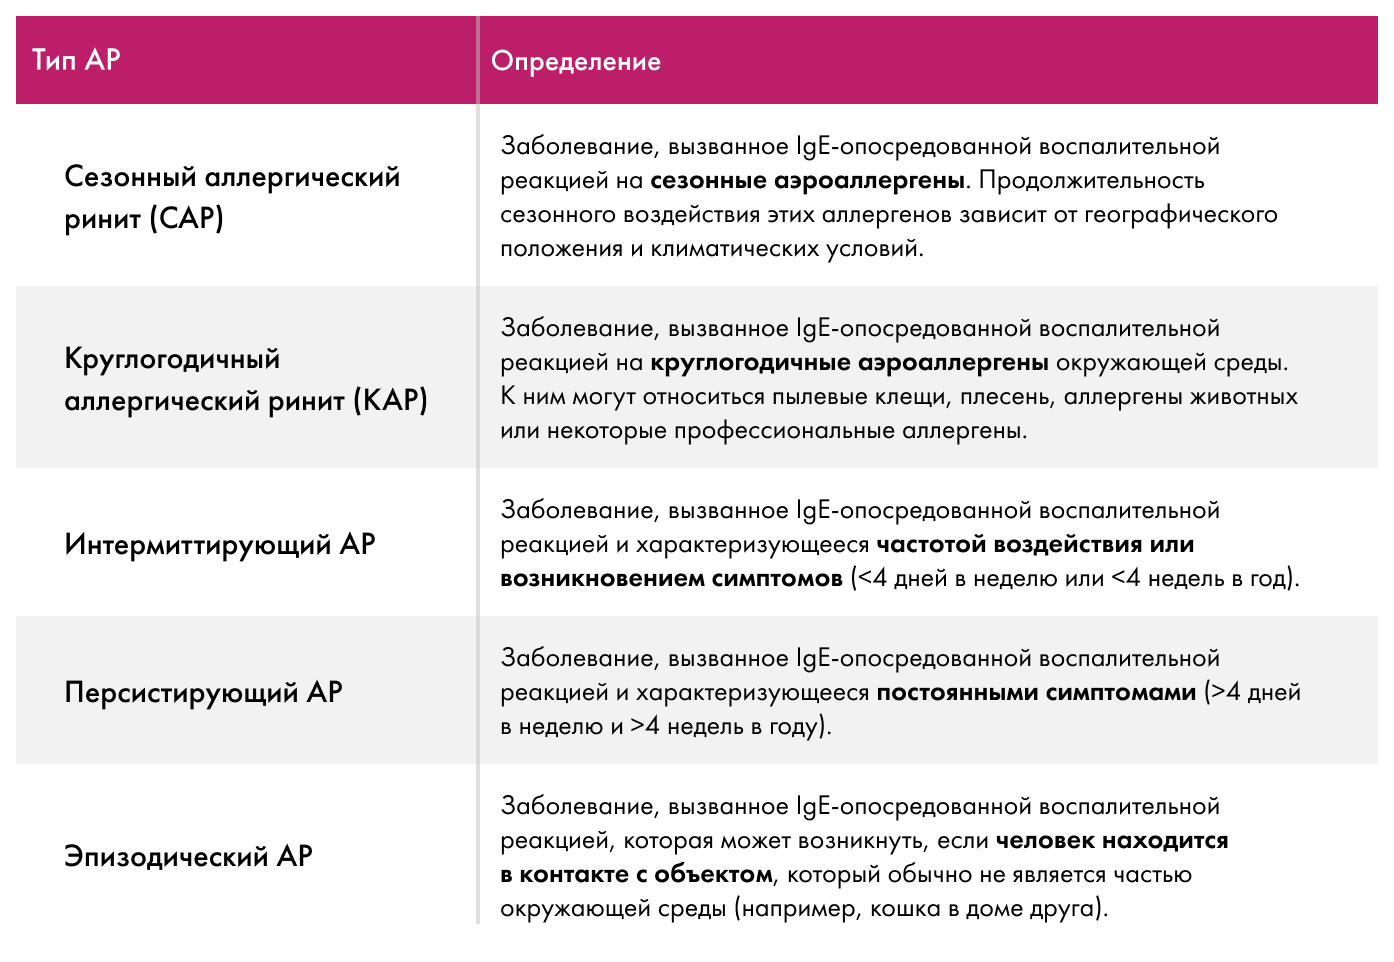 Тип АР
Определение
Сезонный аллергический
ринит (САР)
Заболевание, вызванное IgE-опосредованной воспалительной
реакцией на сезонные аэроаллергены. Продолжительность
сезонного воздействия этих аллергенов зависит от географического
положения и климатических условий.
Круглогодичный
аллергический ринит (КАР)
Заболевание, вызванное IgE-опосредованной воспалительной
реакцией на круглогодичные аэроаллергены окружающей среды.
К ним могут относиться пылевые клещи, плесень, аллергены животных
или некоторые профессиональные аллергены.
Интермиттирующий АР
Заболевание, вызванное IgE-опосредованной воспалительной
реакцией и характеризующееся частотой воздействия или
возникновением симптомов (<4 дней в неделю или <4 недель в год).
Персистирующий АР
Заболевание, вызванное IgE-опосредованной воспалительной
реакцией и характеризующееся постоянными симптомами (>4 дней
в неделю и >4 недель в году).
Эпизодический АР
Заболевание, вызванное IgE-опосредованной воспалительной
реакцией, которая может возникнуть, если человек находится
в контакте с объектом, который обычно не является частью
окружающей среды (например, кошка в доме друга).